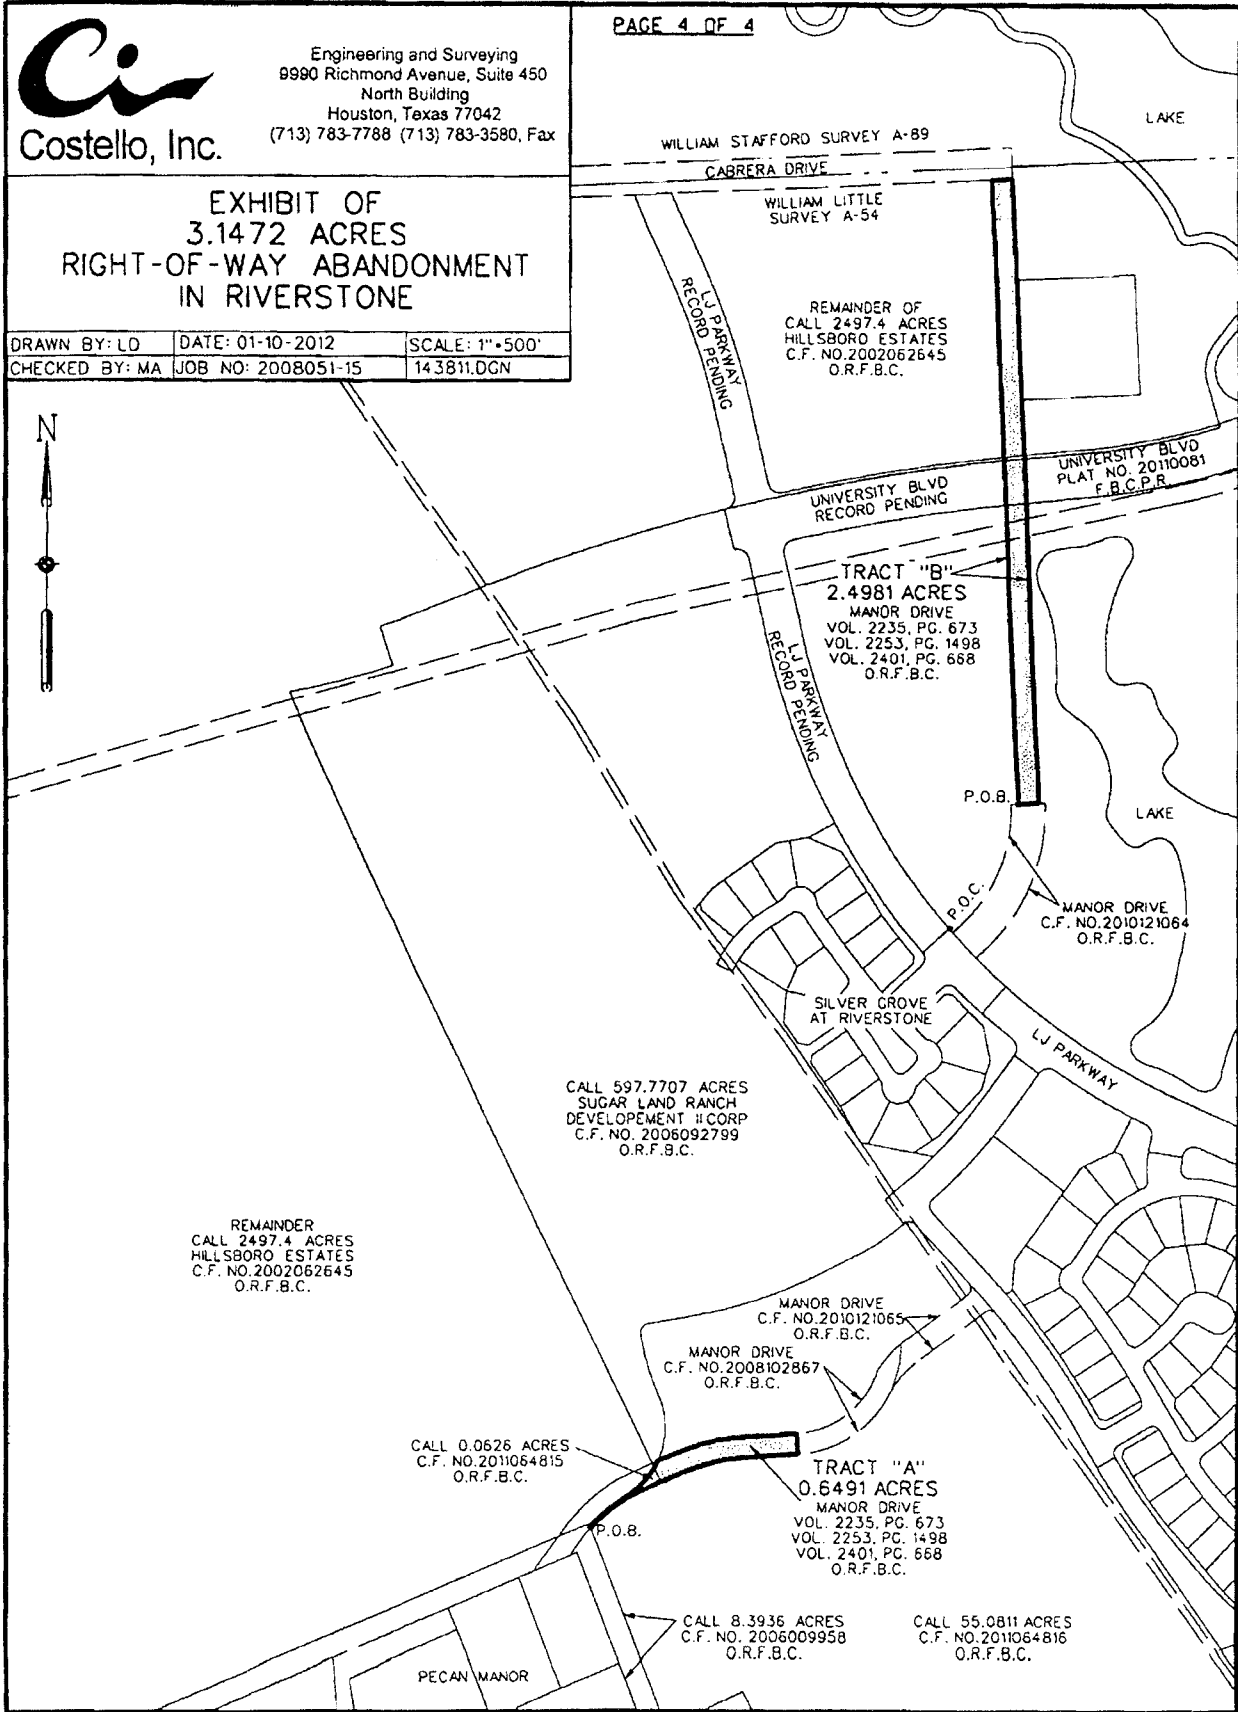 PAGE 4 OF 4
Ci
Costello, Inc.
Engineering and Surveying
9990 Richmond Avenue, Suite 450
North Building
Houston, Texas 77042
(713) 783-7788 (713) 783-3580, Fax
EXHIBIT OF
3.1472 ACRES
RIGHT-OF-WAY ABANDONMENT
IN RIVERSTONE
DRAWN BY: LO DATE: 01-10-2012 SCALE: 1"=500'
CHECKED BY: MA JOB NO: 2008051-15 143811.DGN
N
LAKE
WILLIAM STAFFORD SURVEY A-89
CABRERA DRIVE
WILLIAM LITTLE
SURVEY A-54
LJ PARKWAY
RECORD PENDING
REMAINDER OF
CALL 2497.4 ACRES
HILLSBORO ESTATES
C.F. NO.2002062645
O.R.F.B.C.
UNIVERSITY BLVD
RECORD PENDING
UNIVERSITY BLVD
PLAT NO. 20110081
F.B.C.P.R.
TRACT "B"
2.4981 ACRES
MANOR DRIVE
VOL. 2235, PG. 673
VOL. 2253, PG. 1498
VOL. 2401, PG. 668
O.R.F.B.C.
LJ PARKWAY
RECORD PENDING
P.O.B.
LAKE
P.O.C.
MANOR DRIVE
C.F. NO.2010121064
O.R.F.B.C.
SILVER GROVE
AT RIVERSTONE
LJ PARKWAY
CALL 597.7707 ACRES
SUGAR LAND RANCH
DEVELOPEMENT II CORP
C.F. NO. 2006092799
O.R.F.B.C.
REMAINDER
CALL 2497.4 ACRES
HILLSBORO ESTATES
C.F. NO.2002062645
O.R.F.B.C.
MANOR DRIVE
C.F. NO.2010121065
O.R.F.B.C.
MANOR DRIVE
C.F. NO.2008102867
O.R.F.B.C.
CALL 0.0626 ACRES
C.F. NO.2011064815
O.R.F.B.C.
TRACT "A"
0.6491 ACRES
MANOR DRIVE
VOL. 2235, PG. 673
VOL. 2253, PG. 1498
VOL. 2401, PG. 668
O.R.F.B.C.
P.O.B.
CALL 8.3936 ACRES
C.F. NO. 2006009958
O.R.F.B.C.
CALL 55.0811 ACRES
C.F. NO.2011064816
O.R.F.B.C.
PECAN MANOR